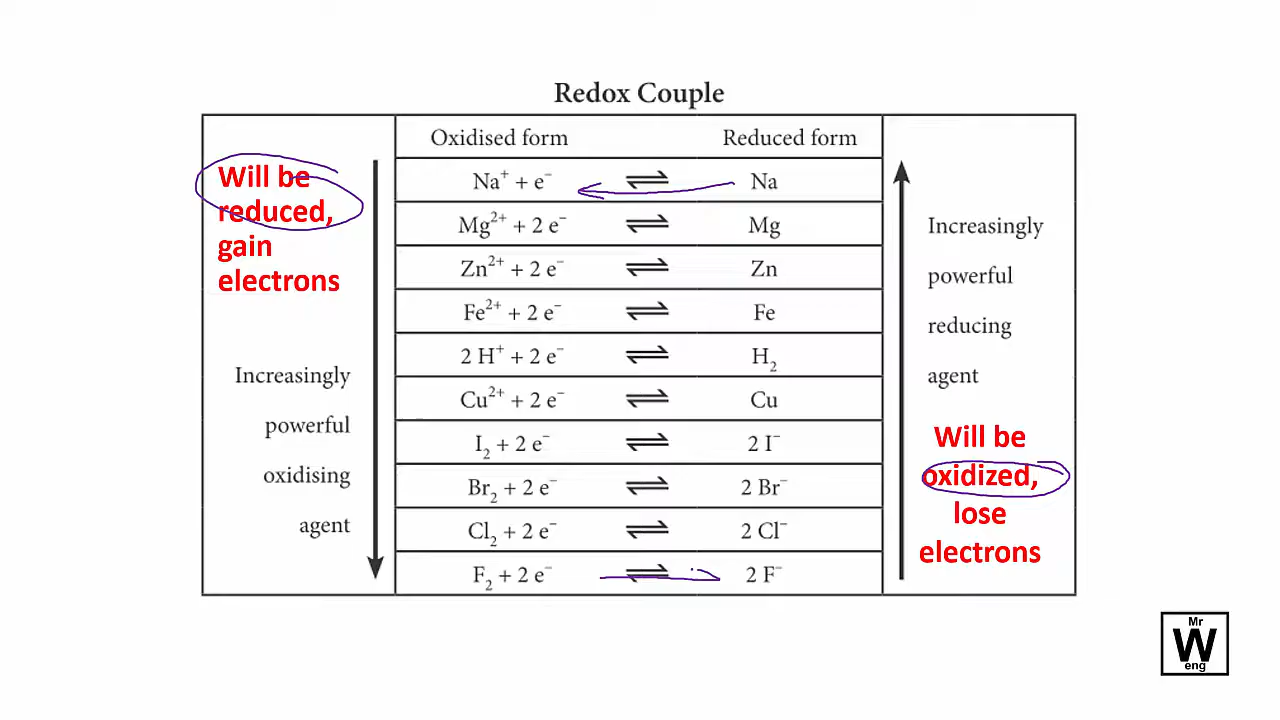 Redox Couple
Oxidised form Reduced form
Will be
reduced,
gain
electrons
Increasingly
powerful
oxidising
agent
Na⁺ + e⁻ ⇌ Na
Mg²⁺ + 2 e⁻ ⇌ Mg
Zn²⁺ + 2 e⁻ ⇌ Zn
Fe²⁺ + 2 e⁻ ⇌ Fe
2 H⁺ + 2 e⁻ ⇌ H₂
Cu²⁺ + 2 e⁻ ⇌ Cu
I₂ + 2 e⁻ ⇌ 2 I⁻
Br₂ + 2 e⁻ ⇌ 2 Br⁻
Cl₂ + 2 e⁻ ⇌ 2 Cl⁻
F₂ + 2 e⁻ ⇌ 2 F⁻
Increasingly
powerful
reducing
agent
Will be
oxidized,
lose
electrons
Mr
W
eng